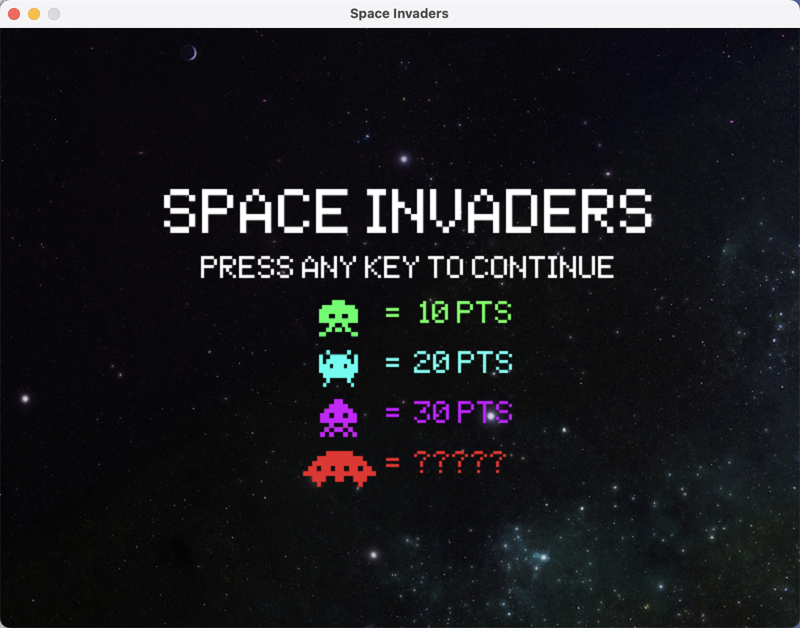 Space Invaders
SPACE INVADERS
PRESS ANY KEY TO CONTINUE
= 10 PTS
= 20 PTS
= 30 PTS
= ?????